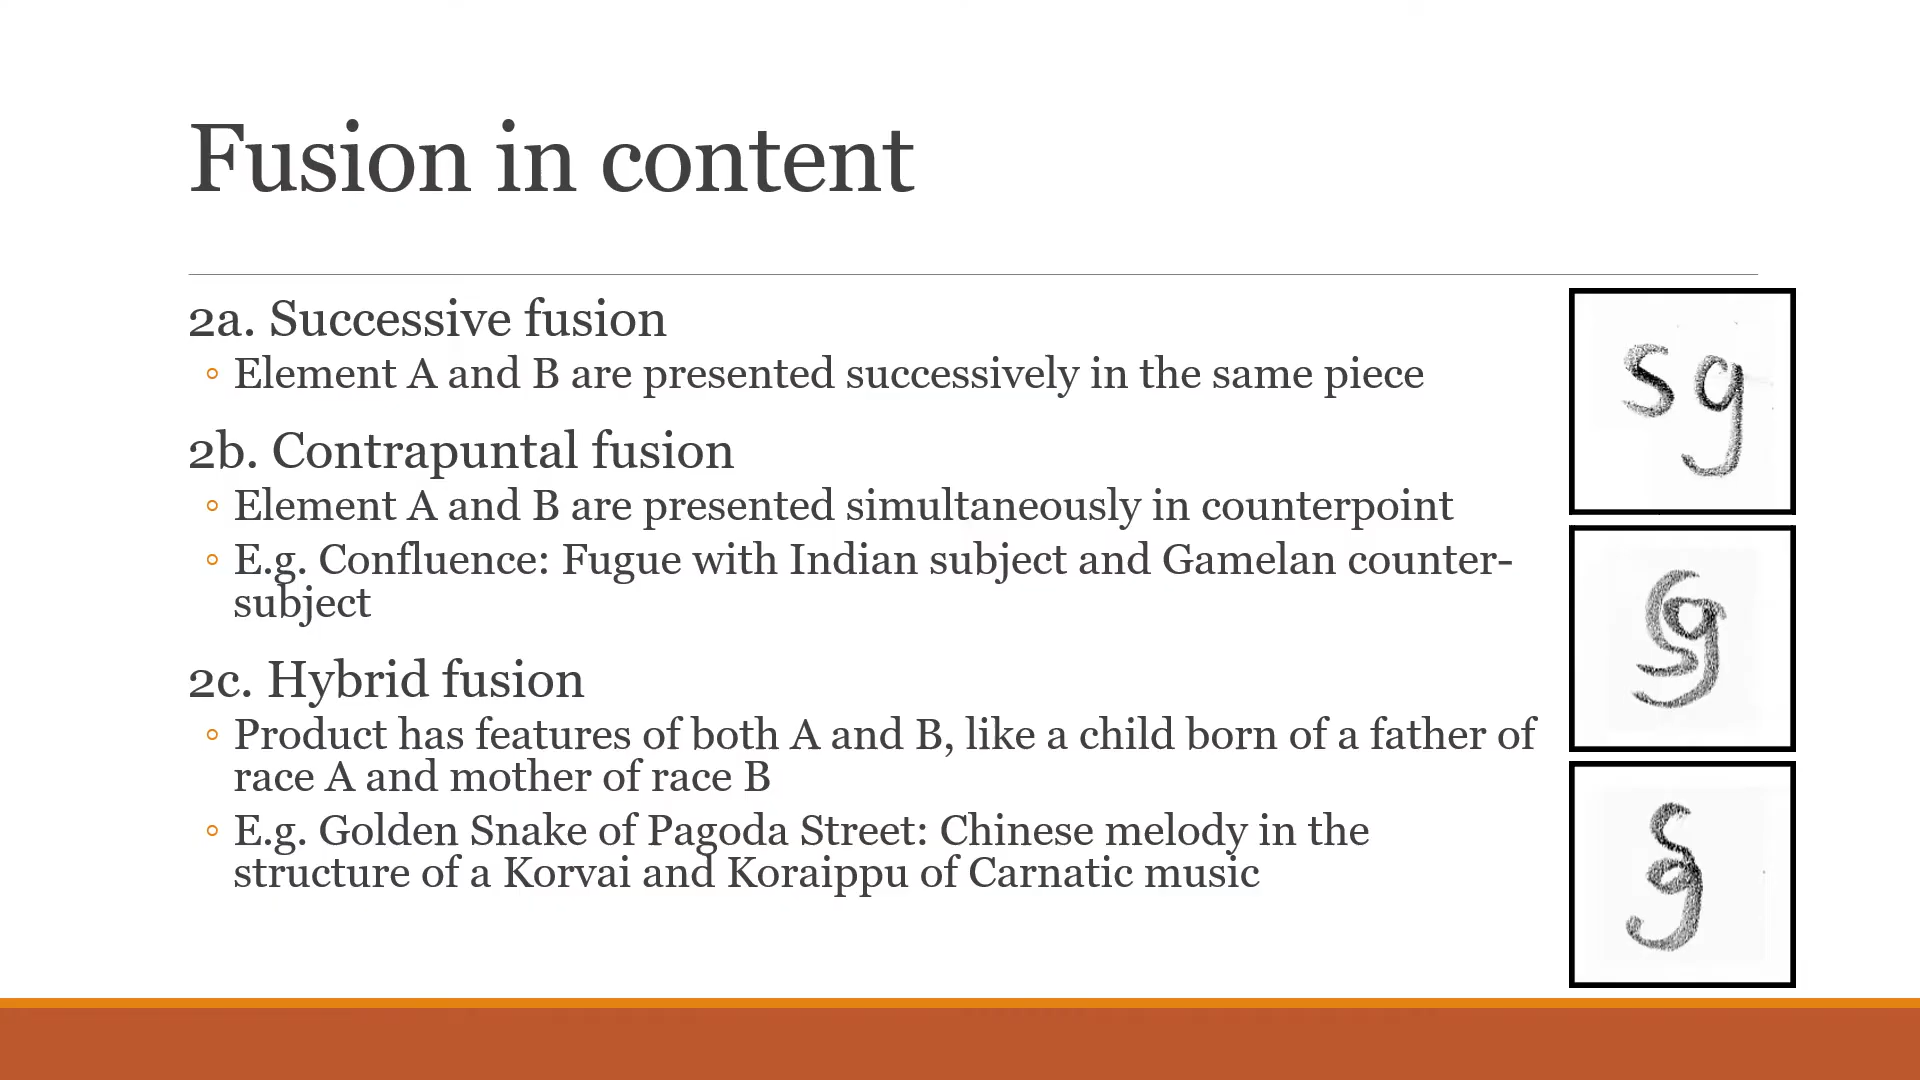 Fusion in content
2a. Successive fusion
◦ Element A and B are presented successively in the same piece
2b. Contrapuntal fusion
◦ Element A and B are presented simultaneously in counterpoint
◦ E.g. Confluence: Fugue with Indian subject and Gamelan counter-
subject
2c. Hybrid fusion
◦ Product has features of both A and B, like a child born of a father of
race A and mother of race B
◦ E.g. Golden Snake of Pagoda Street: Chinese melody in the
structure of a Korvai and Koraippu of Carnatic music
s g
sg
sg